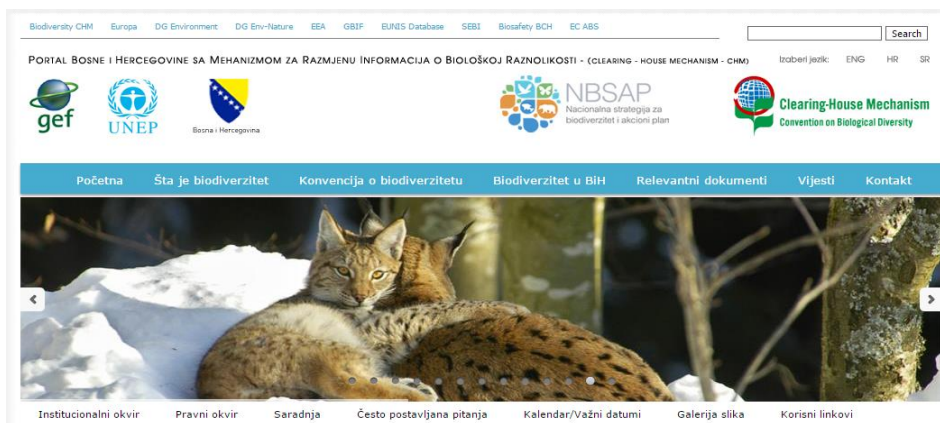 Biodiversity CHM Europa DG Environment DG Env-Nature EEA GBIF EUNIS Database SEBI Biosafety BCH EC ABS
Search
PORTAL BOSNE I HERCEGOVINE SA MEHANIZMOM ZA RAZMJENU INFORMACIJA O BIOLOŠKOJ RAZNOLIKOSTI - (CLEARING - HOUSE MECHANISM - CHM)
Izaberi jezik: ENG HR SR
gef
UNEP
Bosna i Hercegovina
NBSAP
Nacionalna strategija za
biodiverzitet i akcioni plan
Clearing-House Mechanism
Convention on Biological Diversity
Početna Šta je biodiverzitet Konvencija o biodiverzitetu Biodiverzitet u BiH Relevantni dokumenti Vijesti Kontakt
Institucionalni okvir Pravni okvir Saradnja Često postavljana pitanja Kalendar/Važni datumi Galerija slika Korisni linkovi